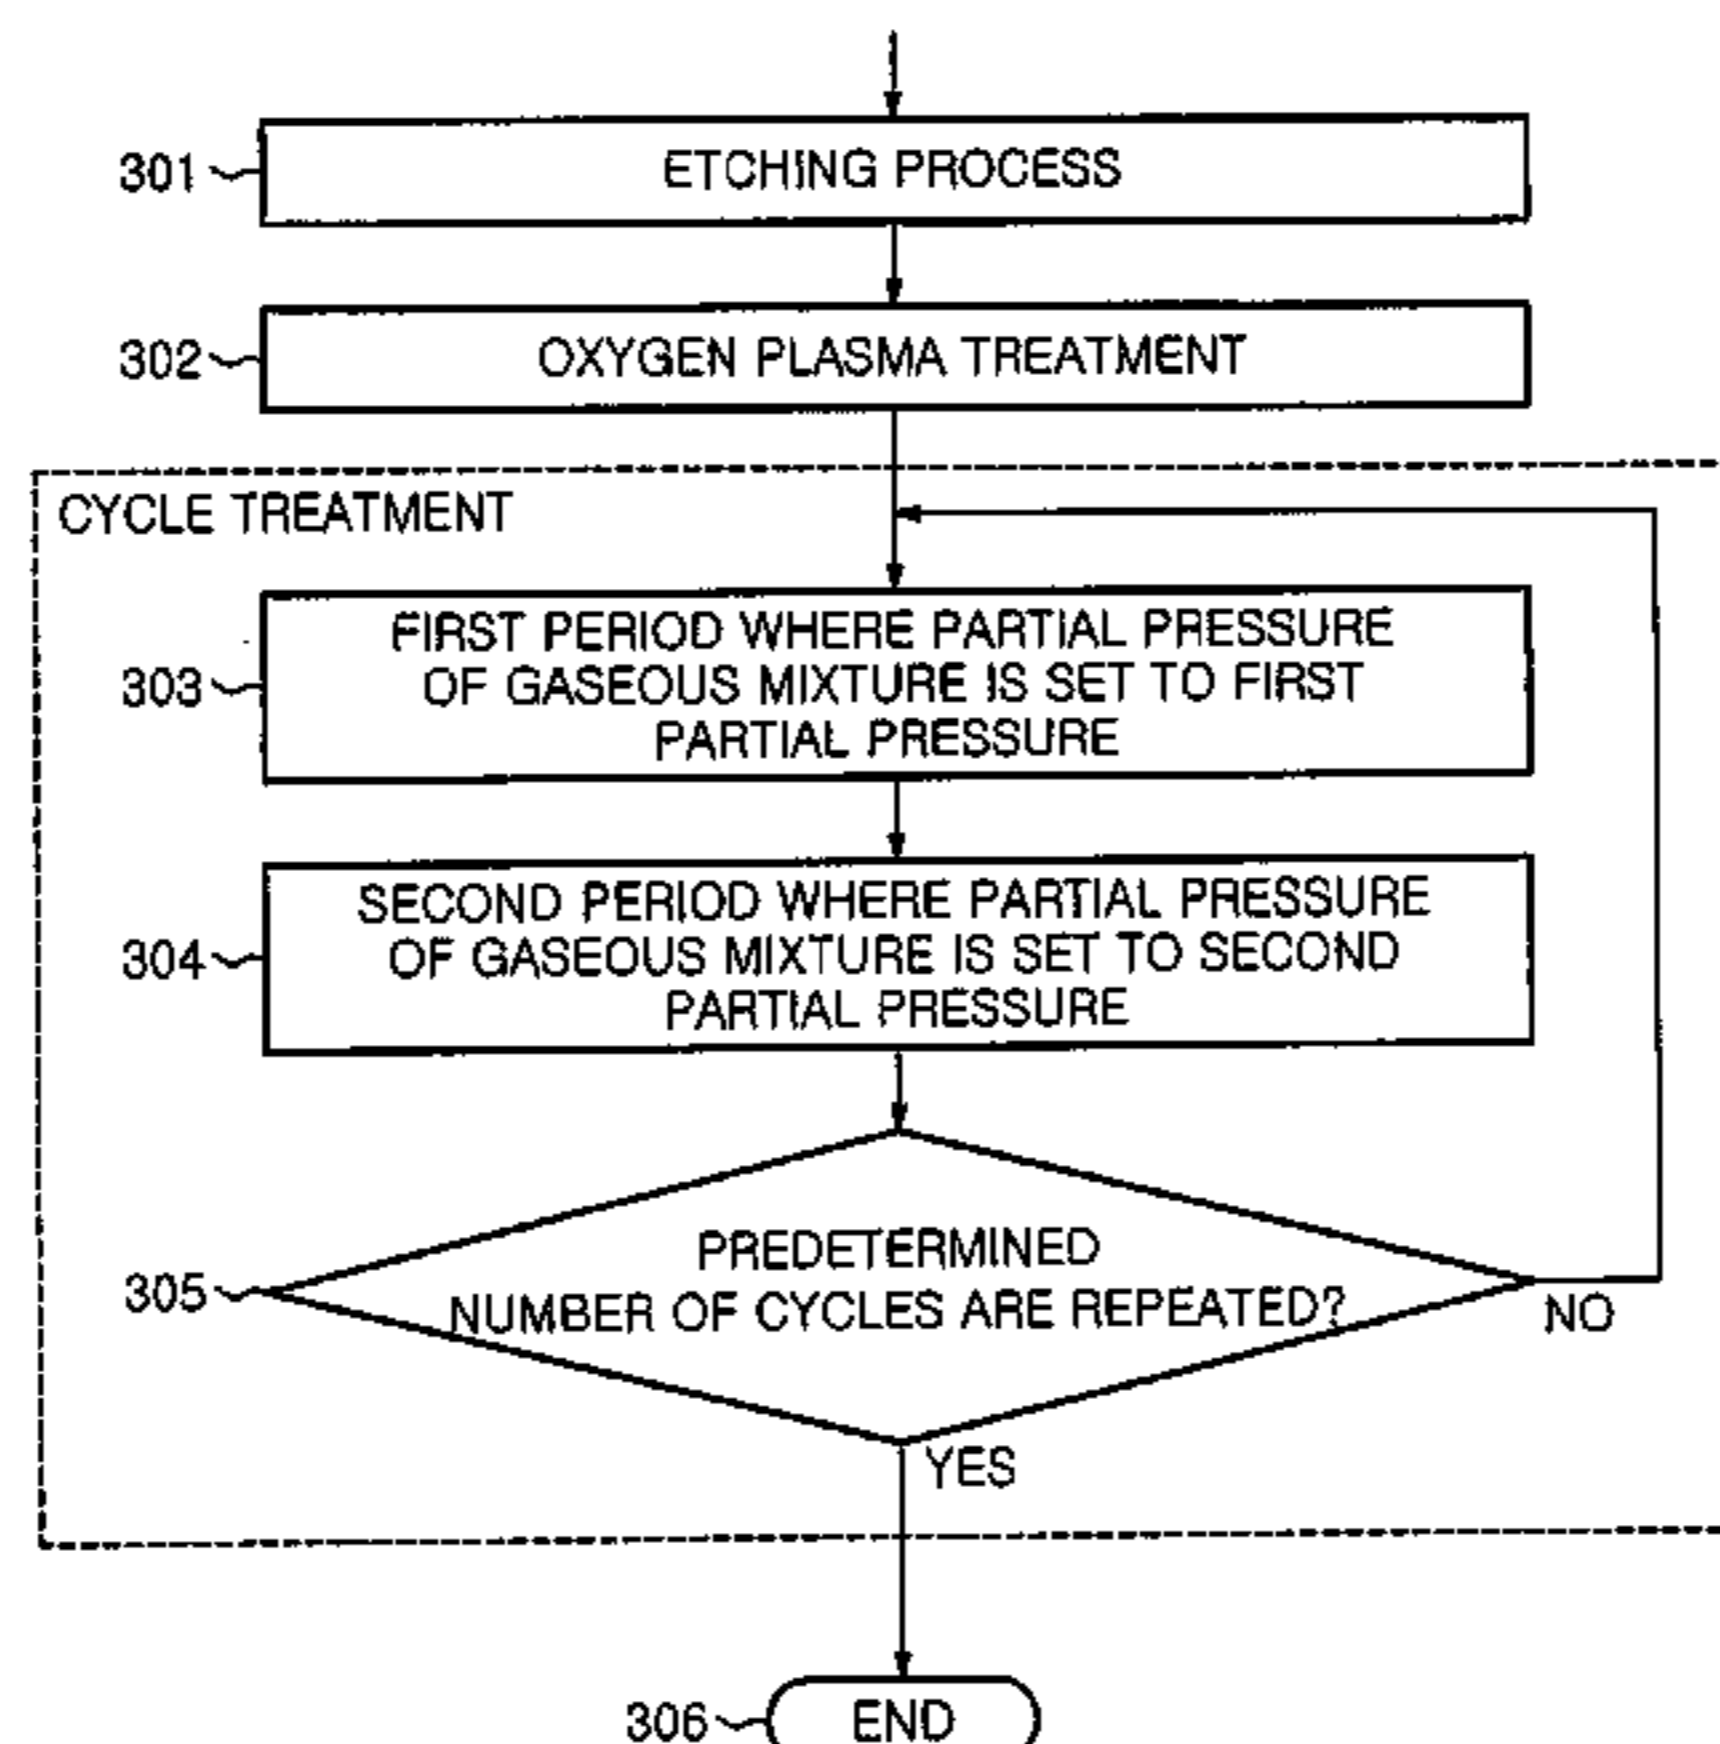 301
ETCHING PROCESS
302
OXYGEN PLASMA TREATMENT
CYCLE TREATMENT
303
FIRST PERIOD WHERE PARTIAL PRESSURE
OF GASEOUS MIXTURE IS SET TO FIRST
PARTIAL PRESSURE
304
SECOND PERIOD WHERE PARTIAL PRESSURE
OF GASEOUS MIXTURE IS SET TO SECOND
PARTIAL PRESSURE
305
PREDETERMINED
NUMBER OF CYCLES ARE REPEATED?
NO
YES
306
END